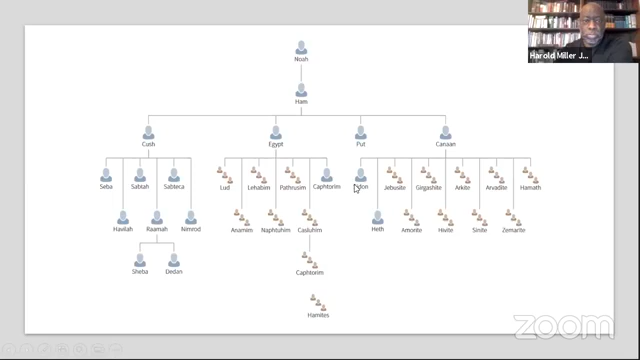 Harold Miller J...
Noah
Ham
Cush Egypt Put Canaan
Seba Sabtah Sabteca Lud Lehabim Pathrusim Caphtorim Jebusite Girgashite Arkite Arvadite Hamath
Havilah Raamah Nimrod Anamim Naphtuhim Casluhim Heth Amorite Hivite Sinite Zemarite
Sheba Dedan Caphtorim
Hamites
zoom